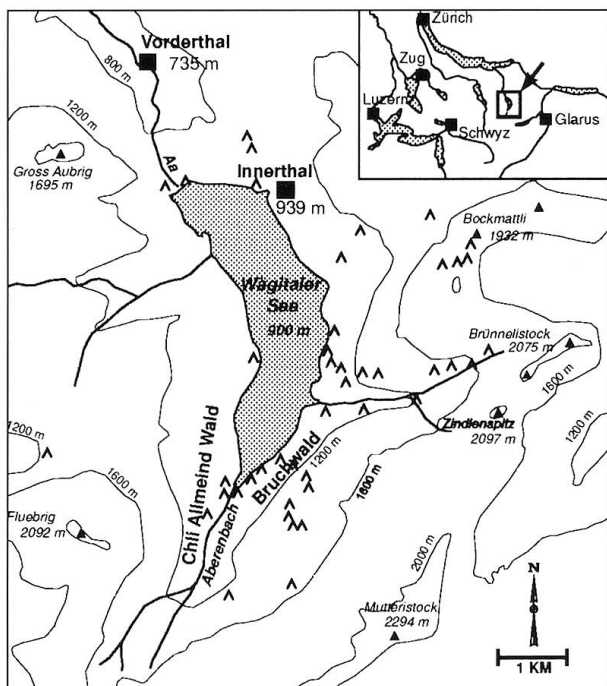 Vorderthal
735 m
800 m
1200 m
Gross Aubrig
1695 m
Aa
Innerthal
939 m
Zürich
Zug
Luzern
Schwyz
Glarus
Bockmattli
1932 m
Wägitaler
See
900 m
Brünnelistock
2075 m
1600 m
Zindlenspitz
2097 m
1200 m
1200 m
1600 m
Fluebrig
2092 m
Chli Allmeind Wald
Aberenbach
Bruchwald
1200 m
1600 m
2000 m
Mutteristock
2294 m
N
1 KM